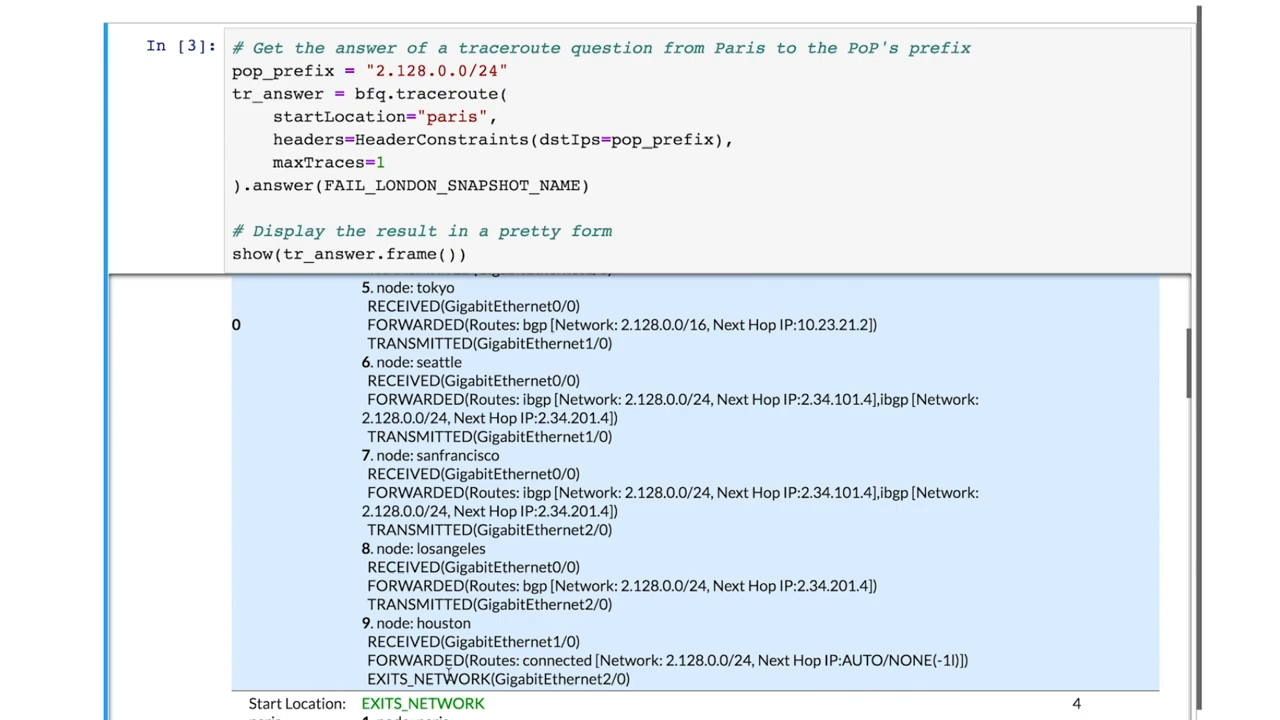 In [3]:
# Get the answer of a traceroute question from Paris to the PoP's prefix
pop_prefix = "2.128.0.0/24"
tr_answer = bfq.traceroute(
startLocation="paris",
headers=HeaderConstraints(dstIps=pop_prefix),
maxTraces=1
).answer(FAIL_LONDON_SNAPSHOT_NAME)
# Display the result in a pretty form
show(tr_answer.frame())
5. node: tokyo
RECEIVED(GigabitEthernet0/0)
0 FORWARDED(Routes: bgp [Network: 2.128.0.0/16, Next Hop IP:10.23.21.2])
TRANSMITTED(GigabitEthernet1/0)
6. node: seattle
RECEIVED(GigabitEthernet0/0)
FORWARDED(Routes: ibgp [Network: 2.128.0.0/24, Next Hop IP:2.34.101.4],ibgp [Network:
2.128.0.0/24, Next Hop IP:2.34.201.4])
TRANSMITTED(GigabitEthernet1/0)
7. node: sanfrancisco
RECEIVED(GigabitEthernet0/0)
FORWARDED(Routes: ibgp [Network: 2.128.0.0/24, Next Hop IP:2.34.101.4],ibgp [Network:
2.128.0.0/24, Next Hop IP:2.34.201.4])
TRANSMITTED(GigabitEthernet2/0)
8. node: losangeles
RECEIVED(GigabitEthernet0/0)
FORWARDED(Routes: bgp [Network: 2.128.0.0/24, Next Hop IP:2.34.201.4])
TRANSMITTED(GigabitEthernet2/0)
9. node: houston
RECEIVED(GigabitEthernet1/0)
FORWARDED(Routes: connected [Network: 2.128.0.0/24, Next Hop IP:AUTO/NONE(-1l)])
EXITS_NETWORK(GigabitEthernet2/0)
Start Location: EXITS_NETWORK 4